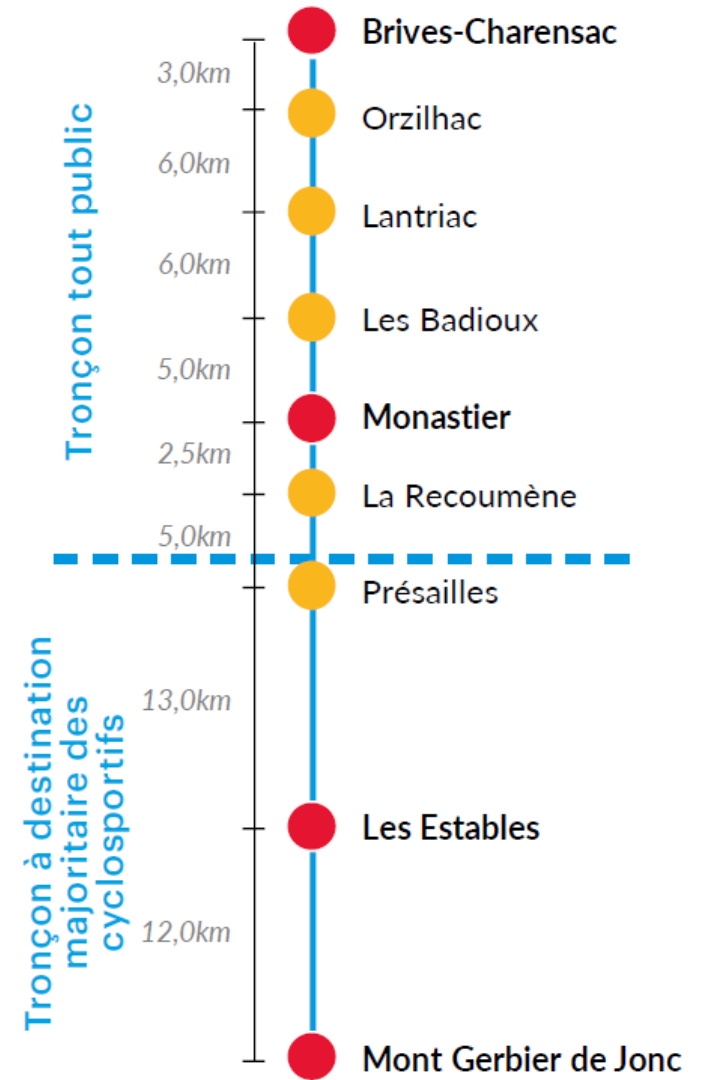 Brives-Charensac
3,0km
Orzilhac
6,0km
Lantriac
6,0km
Les Badioux
5,0km
Monastier
2,5km
La Recoumène
5,0km
Présailles
13,0km
Les Estables
12,0km
Mont Gerbier de Jonc
Tronçon tout public
Tronçon à destination
majoritaire des
cyclosportifs